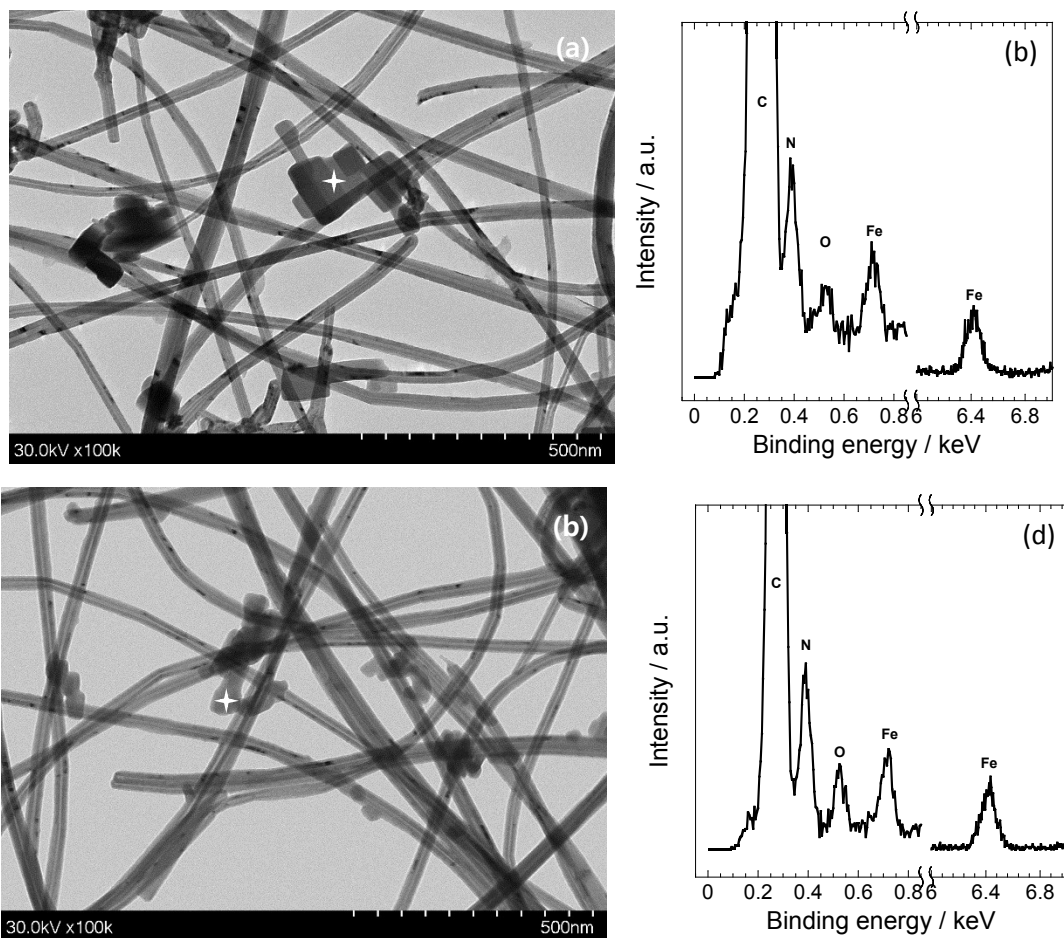 (a)
30.0kV x100k 500nm
(b)
C
N
O
Fe
Fe
Intensity / a.u.
0 0.2 0.4 0.6 0.8 6 6.4 6.8
Binding energy / keV
(b)
30.0kV x100k 500nm
(d)
C
N
O
Fe
Fe
Intensity / a.u.
0 0.2 0.4 0.6 0.8 6 6.4 6.8
Binding energy / keV